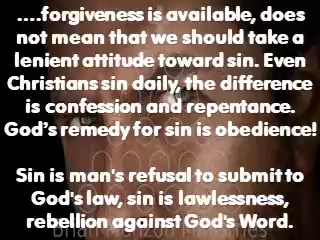 ....forgiveness is available, does
not mean that we should take a
lenient attitude toward sin. Even
Christians sin daily, the difference
is confession and repentance.
God's remedy for sin is obedience!
Sin is man's refusal to submit to
God's law, sin is lawlessness,
rebellion against God's Word.